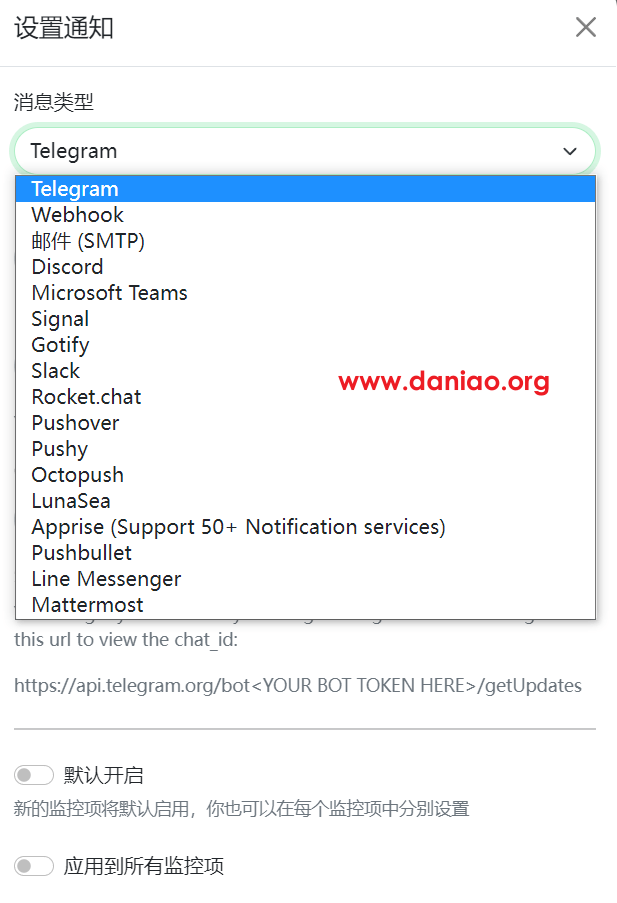 设置通知
消息类型
Telegram
Telegram
Webhook
邮件 (SMTP)
Discord
Microsoft Teams
Signal
Gotify
Slack
www.daniao.org
Rocket.chat
Pushover
Pushy
Octopush
LunaSea
Apprise (Support 50+ Notification services)
Pushbullet
Line Messenger
Mattermost
this url to view the chat_id:
https://api.telegram.org/bot<YOUR BOT TOKEN HERE>/getUpdates
默认开启
新的监控项将默认启用，你也可以在每个监控项中分别设置
应用到所有监控项